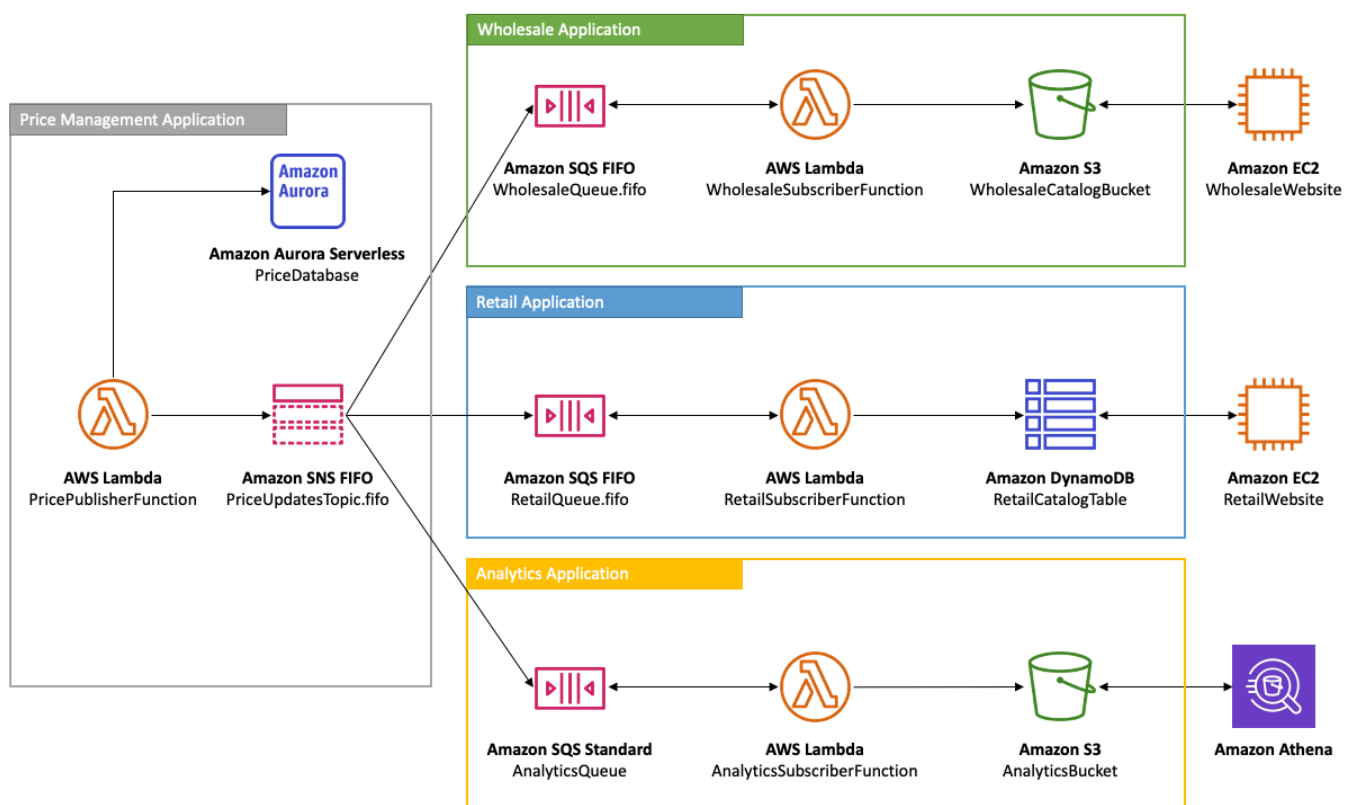 Wholesale Application
Amazon SQS FIFO
WholesaleQueue.fifo
AWS Lambda
WholesaleSubscriberFunction
Amazon S3
WholesaleCatalogBucket
Amazon EC2
WholesaleWebsite
Price Management Application
Amazon
Aurora
Amazon Aurora Serverless
PriceDatabase
AWS Lambda
PricePublisherFunction
Amazon SNS FIFO
PriceUpdatesTopic.fifo
Retail Application
Amazon SQS FIFO
RetailQueue.fifo
AWS Lambda
RetailSubscriberFunction
Amazon DynamoDB
RetailCatalogTable
Amazon EC2
RetailWebsite
Analytics Application
Amazon SQS Standard
AnalyticsQueue
AWS Lambda
AnalyticsSubscriberFunction
Amazon S3
AnalyticsBucket
Amazon Athena